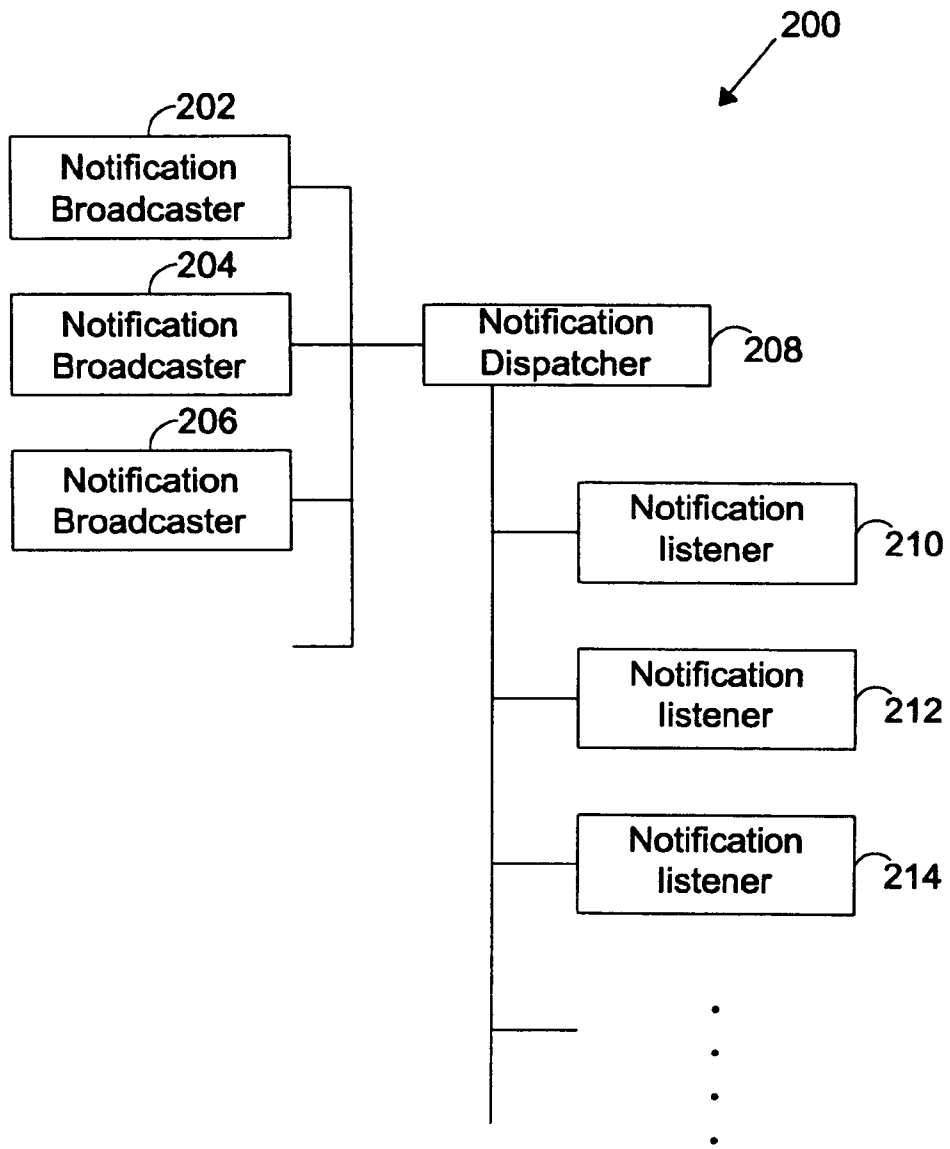 200
202
Notification
Broadcaster
204
Notification
Broadcaster
Notification
Dispatcher
208
206
Notification
Broadcaster
Notification
listener
210
Notification
listener
212
Notification
listener
214